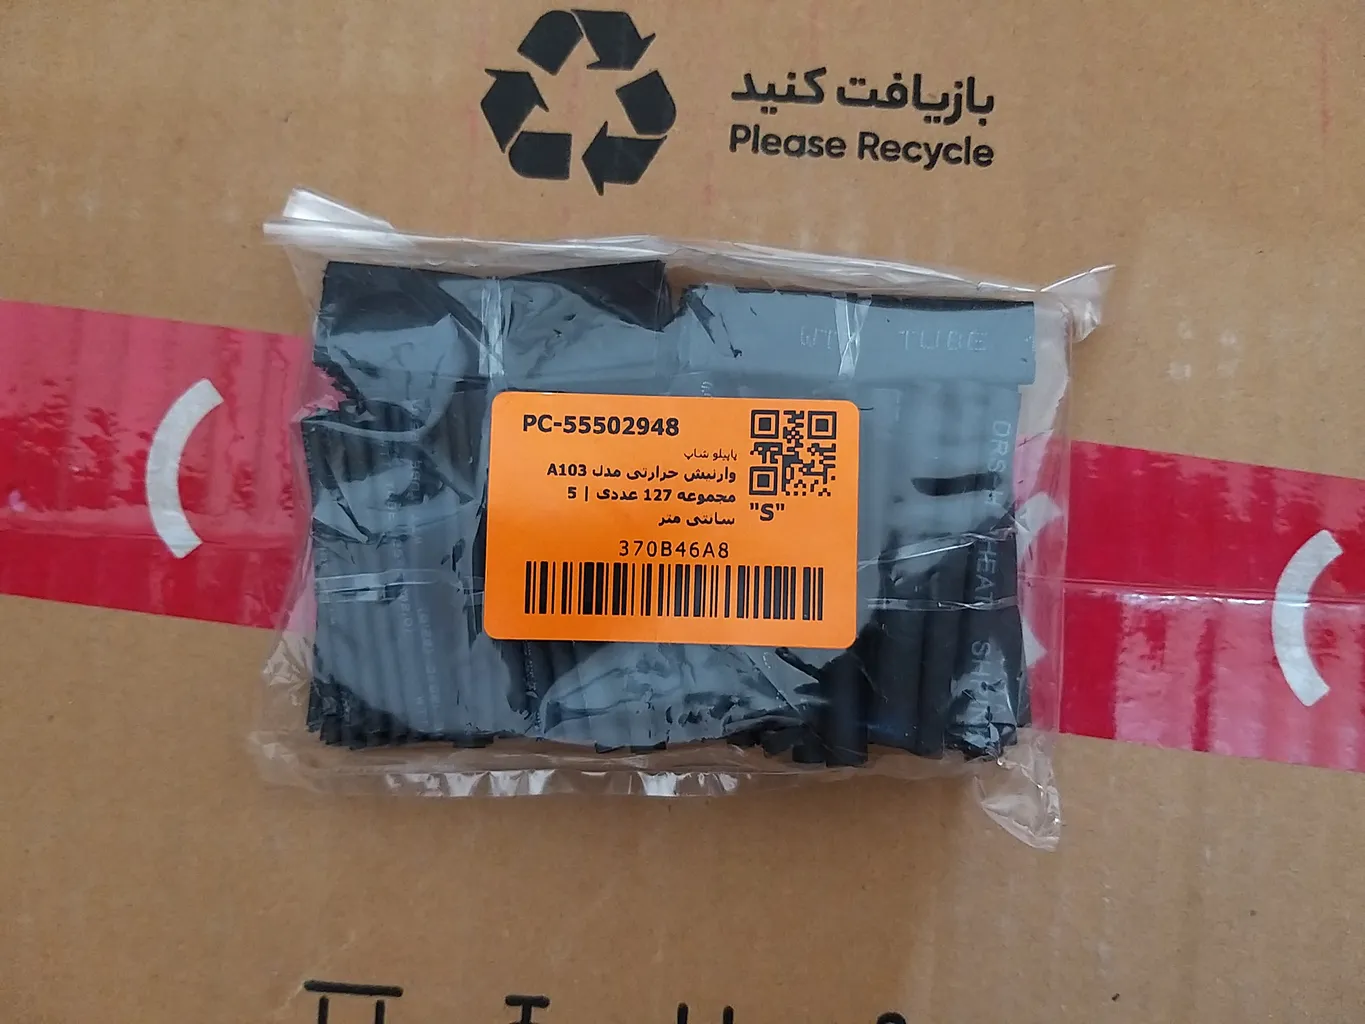 بازیافت کنید
Please Recycle
TUBE
PC-55502948
پاپیلو شاپ
وارنیش حرارتی مدل A103
مجموعه 127 عددی | 5
سانتی متر
"S"
370B46A8
HEAT